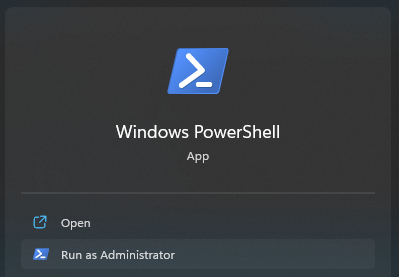 Windows PowerShell
App
Open
Run as Administrator